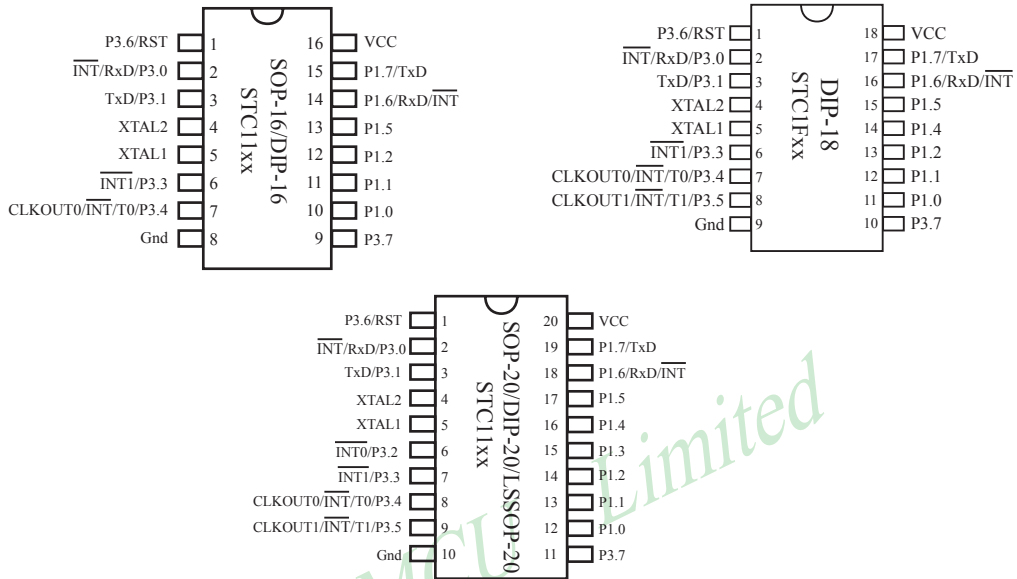 P3.6/RST 1 16 VCC
INT/RxD/P3.0 2 15 P1.7/TxD
TxD/P3.1 3 14 P1.6/RxD/INT
XTAL2 4 13 P1.5
XTAL1 5 12 P1.2
INT1/P3.3 6 11 P1.1
CLKOUT0/INT/T0/P3.4 7 10 P1.0
Gnd 8 9 P3.7
SOP-16/DIP-16
STC11xx
P3.6/RST 1 18 VCC
INT/RxD/P3.0 2 17 P1.7/TxD
TxD/P3.1 3 16 P1.6/RxD/INT
XTAL2 4 15 P1.5
XTAL1 5 14 P1.4
INT1/P3.3 6 13 P1.2
CLKOUT0/INT/T0/P3.4 7 12 P1.1
CLKOUT1/INT/T1/P3.5 8 11 P1.0
Gnd 9 10 P3.7
DIP-18
STC1Fxx
P3.6/RST 1 20 VCC
INT/RxD/P3.0 2 19 P1.7/TxD
TxD/P3.1 3 18 P1.6/RxD/INT
XTAL2 4 17 P1.5
XTAL1 5 16 P1.4
INT0/P3.2 6 15 P1.3
INT1/P3.3 7 14 P1.2
CLKOUT0/INT/T0/P3.4 8 13 P1.1
CLKOUT1/INT/T1/P3.5 9 12 P1.0
Gnd 10 11 P3.7
SOP-20/DIP-20/LSSOP-20
STC11xx
MCU Limited